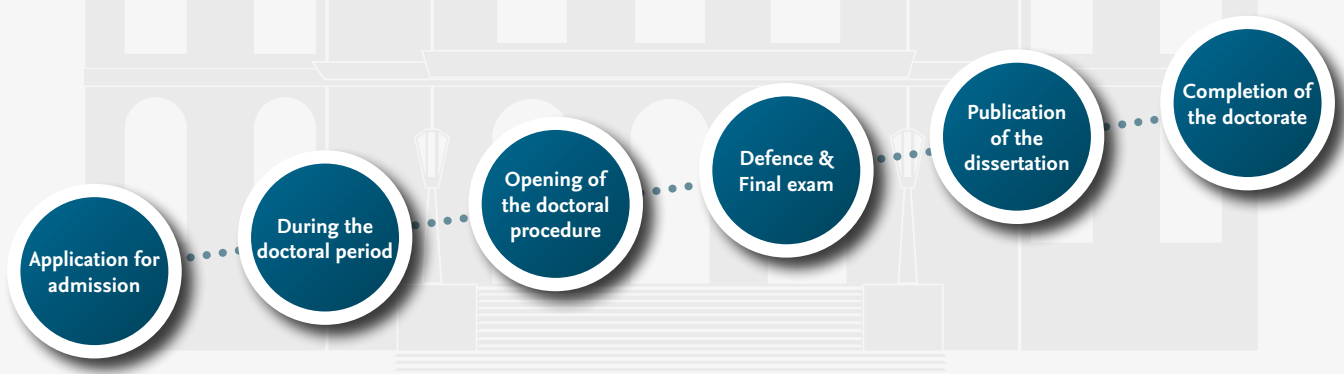 Application for
admission
During the
doctoral period
Opening of
the doctoral
procedure
Defence &
Final exam
Publication
of the
dissertation
Completion of
the doctorate